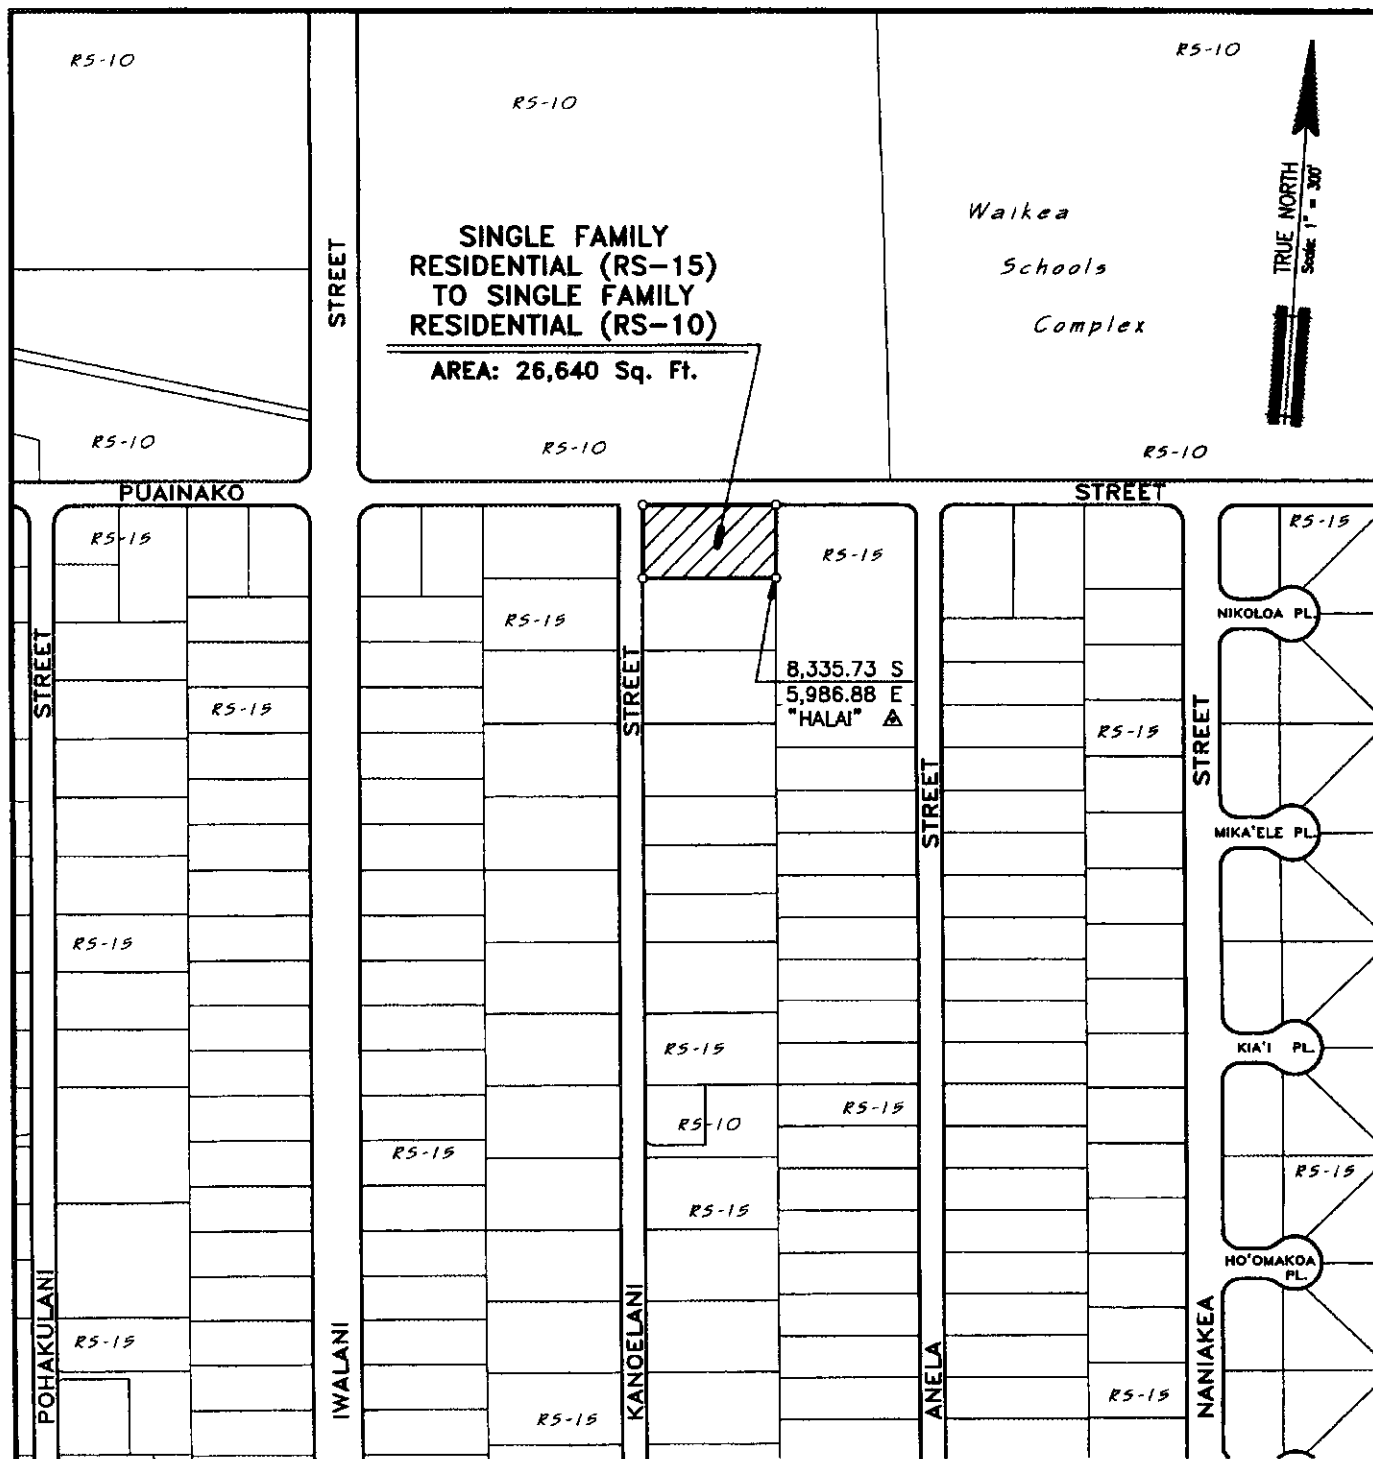 RS-10
RS-10
RS-10
TRUE NORTH
Scale: 1" = 300'
Waikea
Schools
Complex
STREET
SINGLE FAMILY
RESIDENTIAL (RS-15)
TO SINGLE FAMILY
RESIDENTIAL (RS-10)
AREA: 26,640 Sq. Ft.
RS-10
RS-10
RS-10
PUAINAKO
STREET
RS-15
RS-15
RS-15
RS-15
NIKOLOA PL.
STREET
STREET
8,335.73 S
5,986.88 E
"HALAI"
RS-15
RS-15
STREET
STREET
MIKA'ELE PL.
RS-15
RS-15
KIA'I PL.
RS-15
RS-10
RS-15
RS-15
RS-15
HO'OMAKOA
PL.
RS-15
POHAKULANI
IWALANI
KANOELANI
ANELA
NANIAKEA
RS-15
RS-15